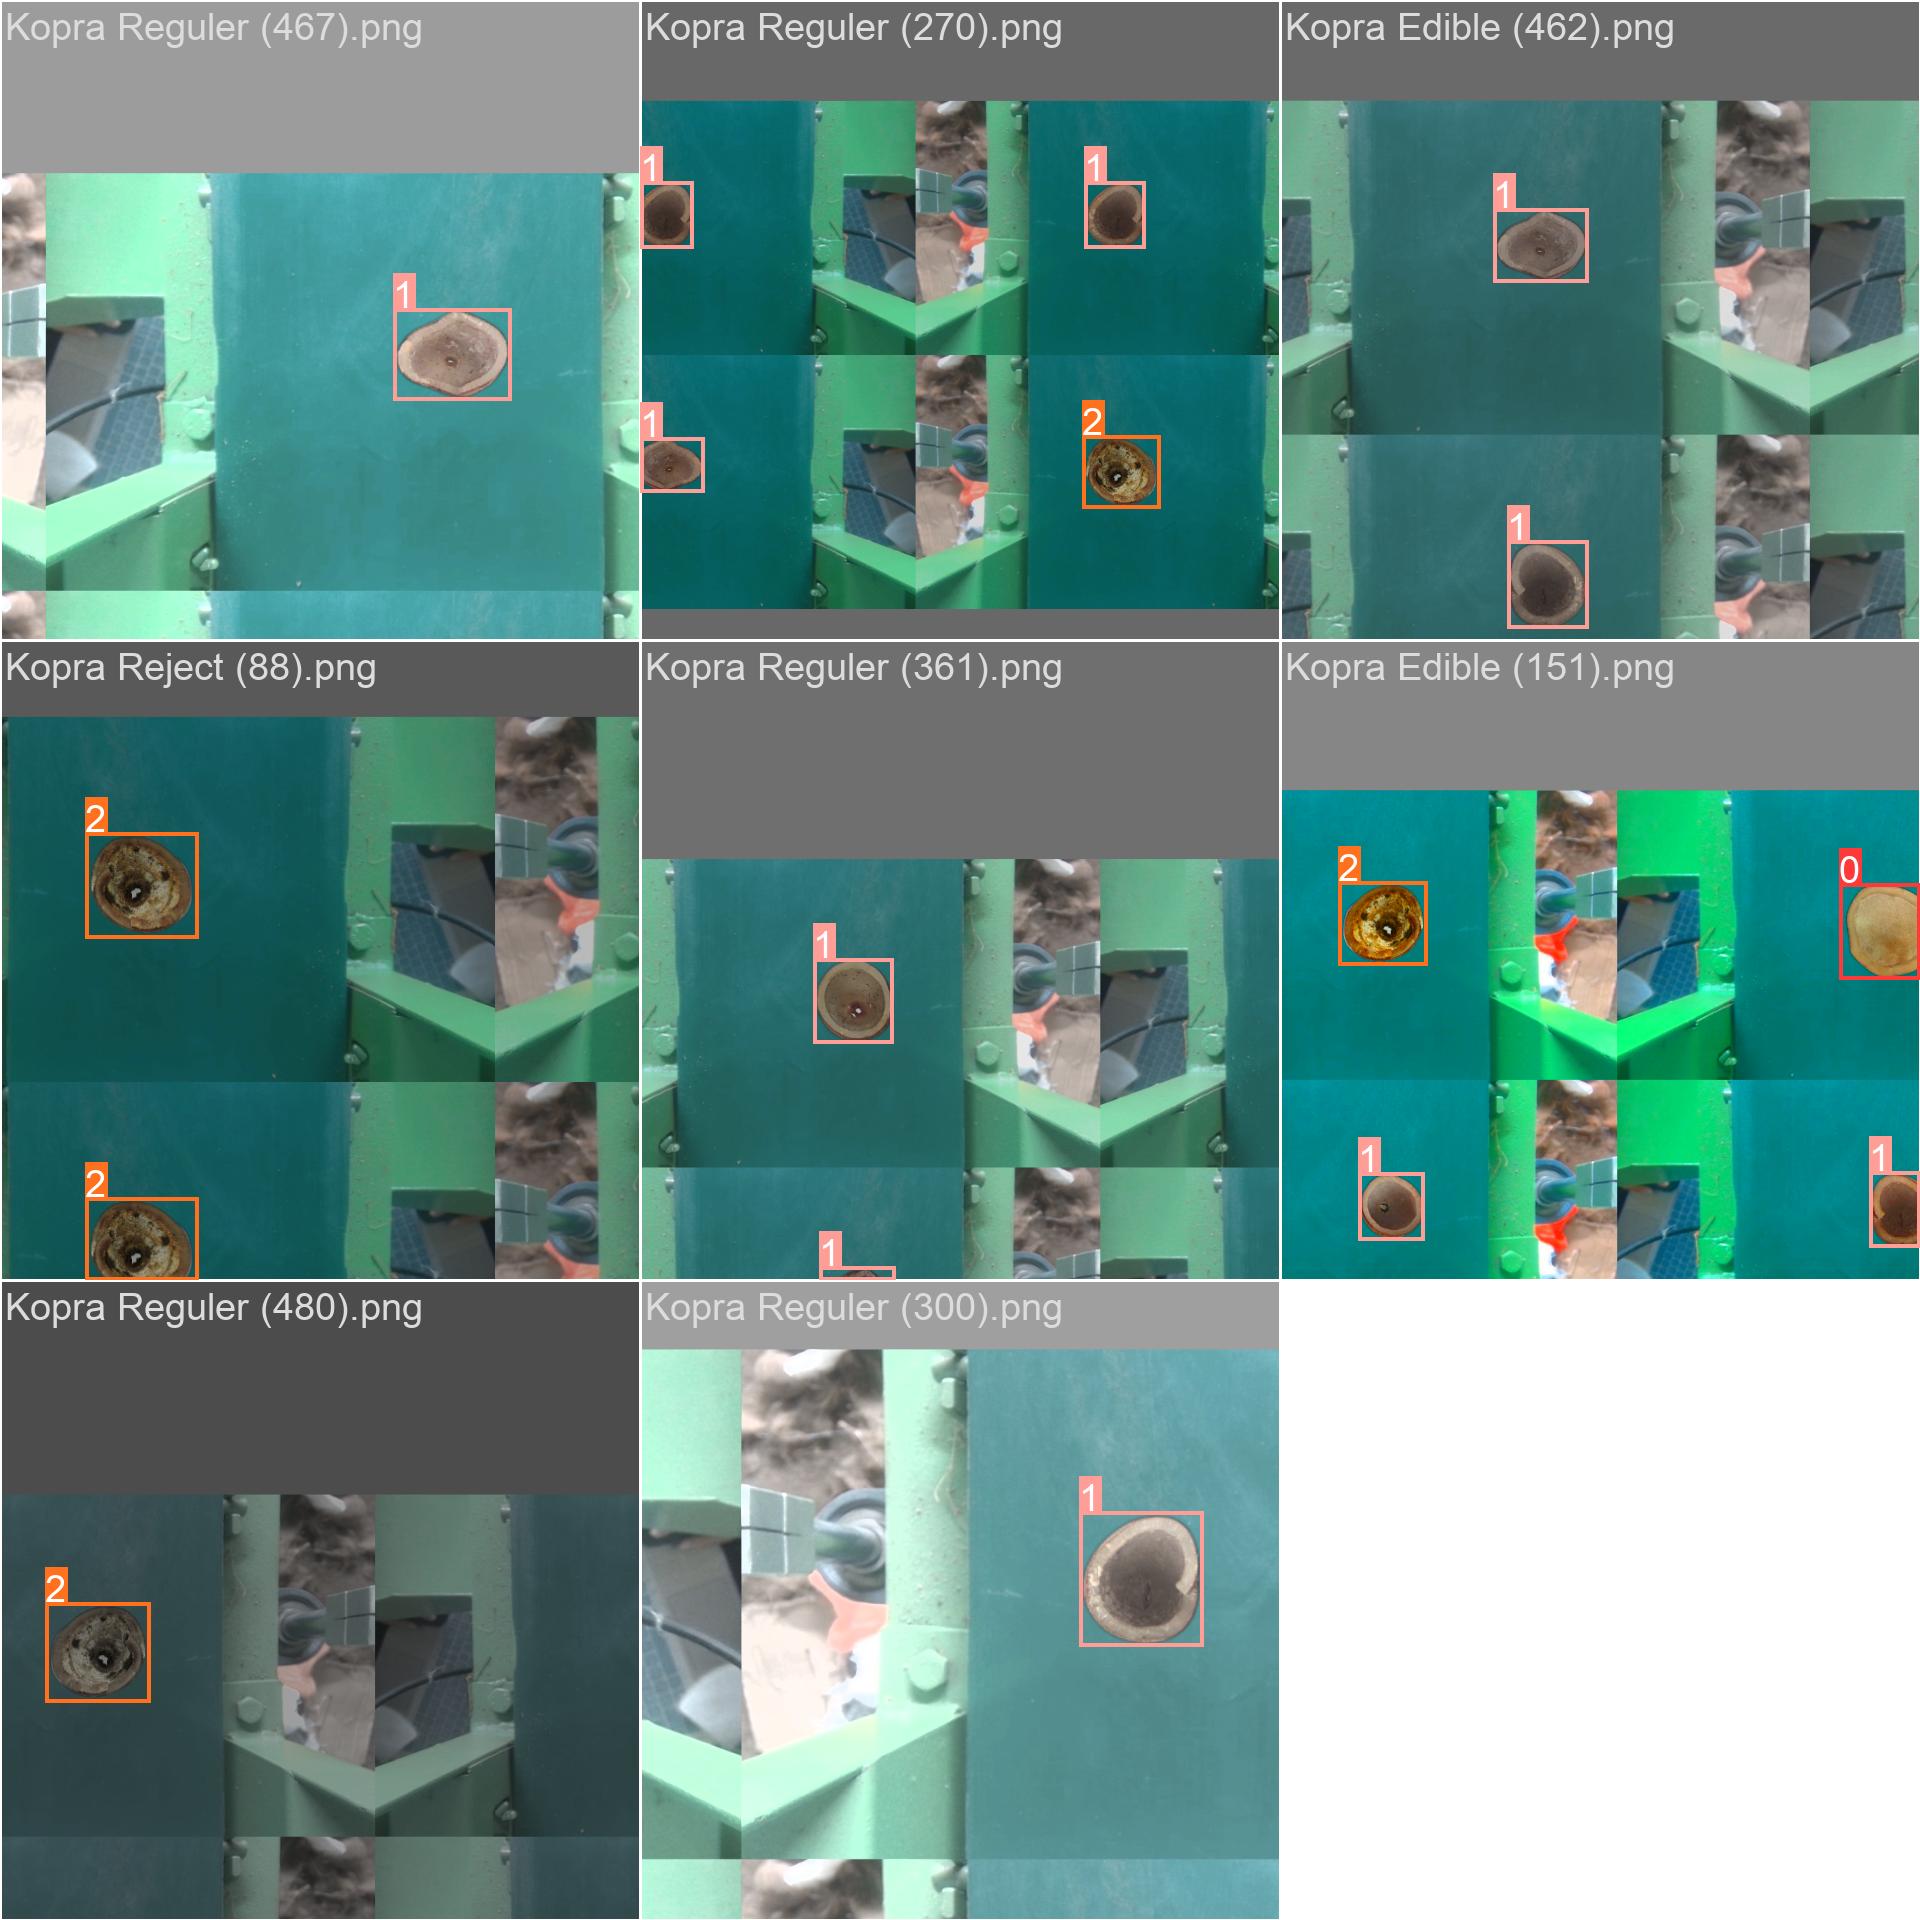 Kopra Reguler (467).png
1
Kopra Reguler (270).png
1
1
1
2
Kopra Edible (462).png
1
1
Kopra Reject (88).png
2
2
Kopra Reguler (361).png
1
1
Kopra Edible (151).png
2
0
1
1
Kopra Reguler (480).png
2
Kopra Reguler (300).png
1